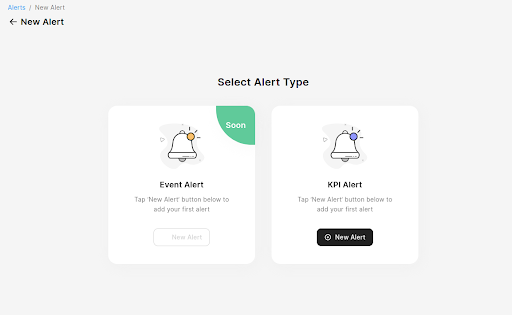 Alerts / New Alert
← New Alert
Select Alert Type
Soon
Event Alert
Tap 'New Alert' button below to
add your first alert
New Alert
KPI Alert
Tap 'New Alert' button below to
add your first alert
New Alert